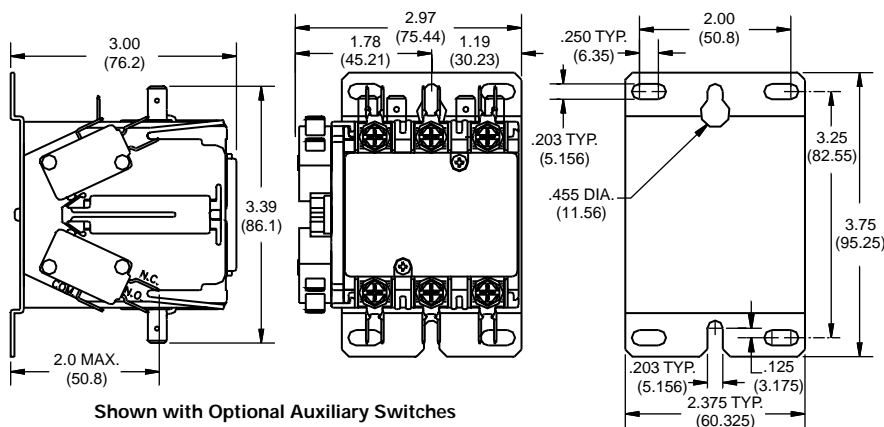 3.00
(76.2)
3.39
(86.1)
COM
N.C.
N.O.
2.0 MAX.
(50.8)
2.97
(75.44)
1.78
(45.21)
1.19
(30.23)
.250 TYP.
(6.35)
2.00
(50.8)
.203 TYP.
(5.156)
.455 DIA.
(11.56)
3.25
(82.55)
3.75
(95.25)
.203 TYP.
(5.156)
.125
(3.175)
2.375 TYP.
(60.325)
Shown with Optional Auxiliary Switches